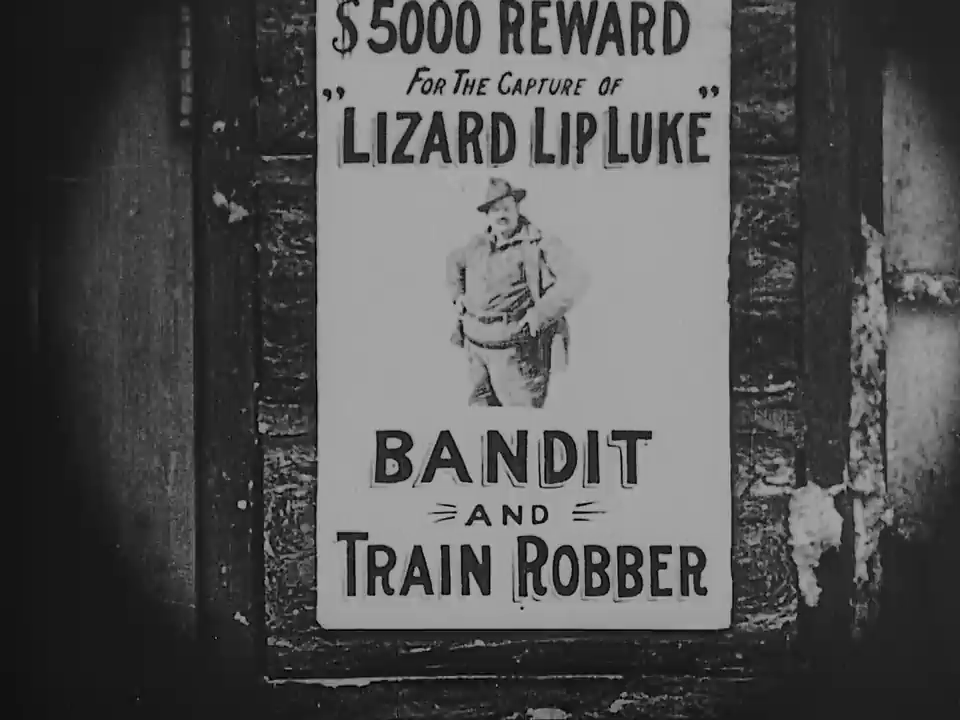 $5000 REWARD
FOR THE CAPTURE OF
„LIZARD LIP LUKE”
BANDIT
AND
TRAIN ROBBER